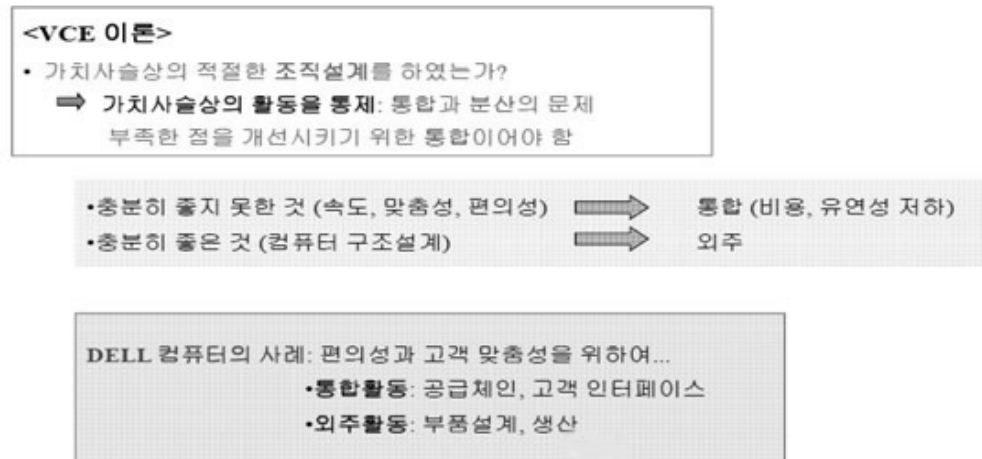 <VCE 이론>
• 가치사슬상의 적절한 조직설계를 하였는가?
가치사슬상의 활동을 통제: 통합과 분산의 문제
부족한 점을 개선시키기 위한 통합이어야 함
•충분히 좋지 못한 것 (속도, 맞춤성, 편의성) 통합 (비용, 유연성 저하)
•충분히 좋은 것 (컴퓨터 구조설계) 외주
DELL 컴퓨터의 사례: 편의성과 고객 맞춤성을 위하여...
•통합활동: 공급체인, 고객 인터페이스
•외주활동: 부품설계, 생산